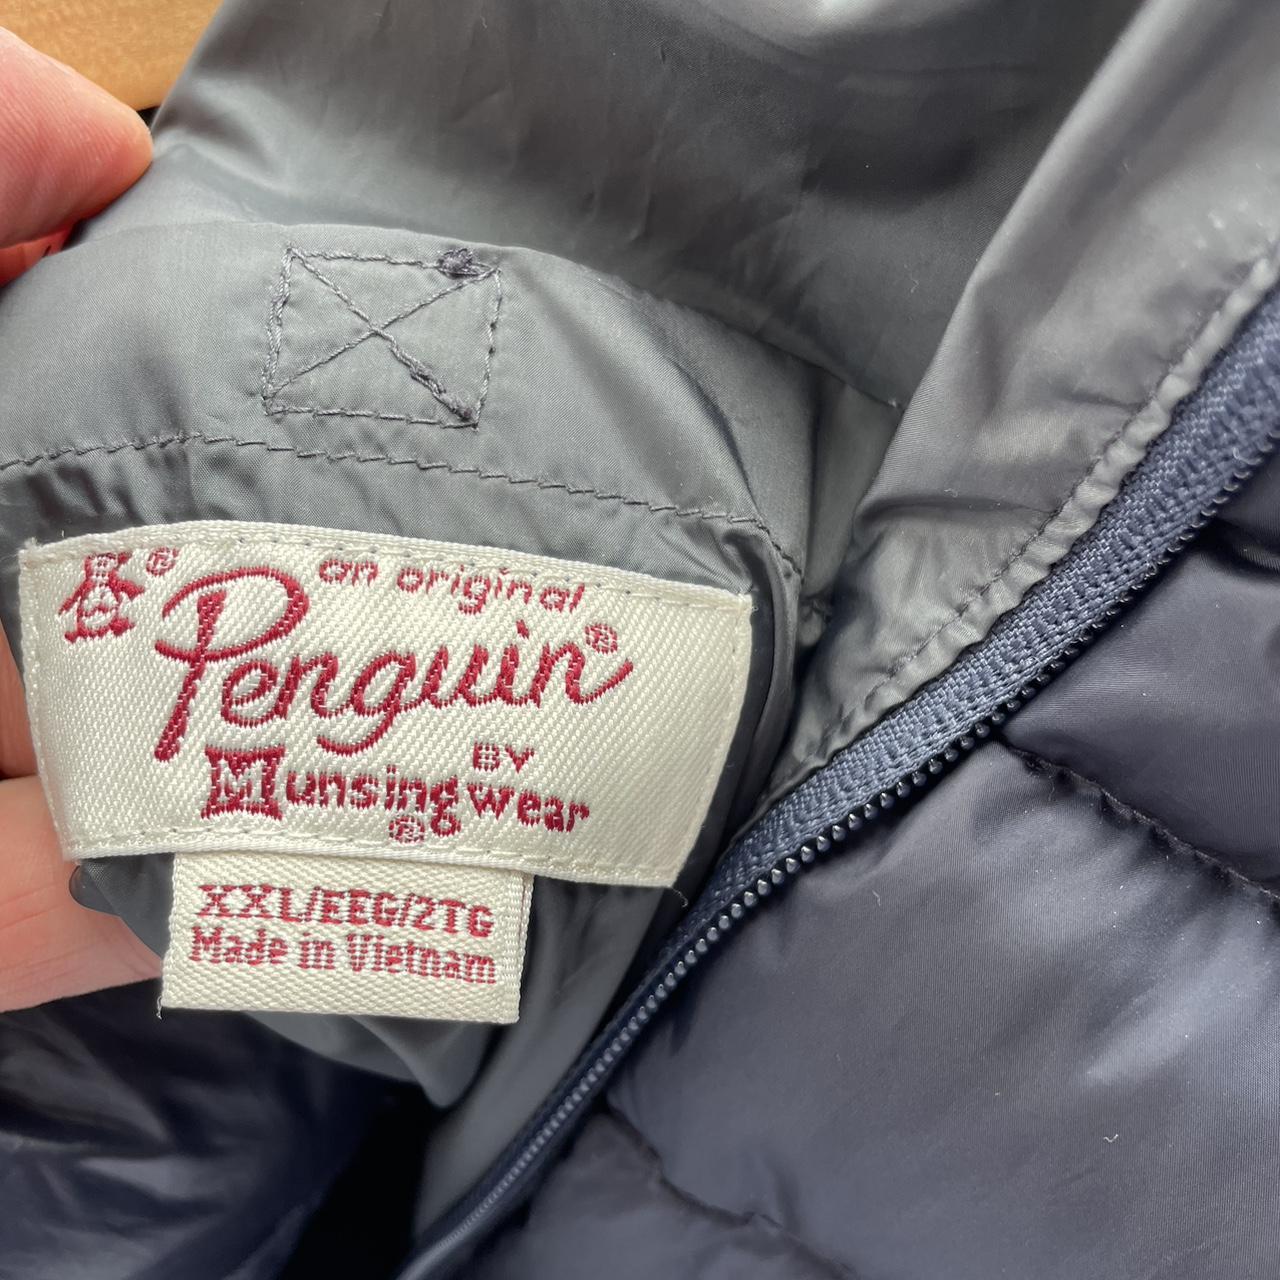 an original
®
Penguin®
BY
Munsingwear
®
XXL/EEG/2TG
Made in Vietnam